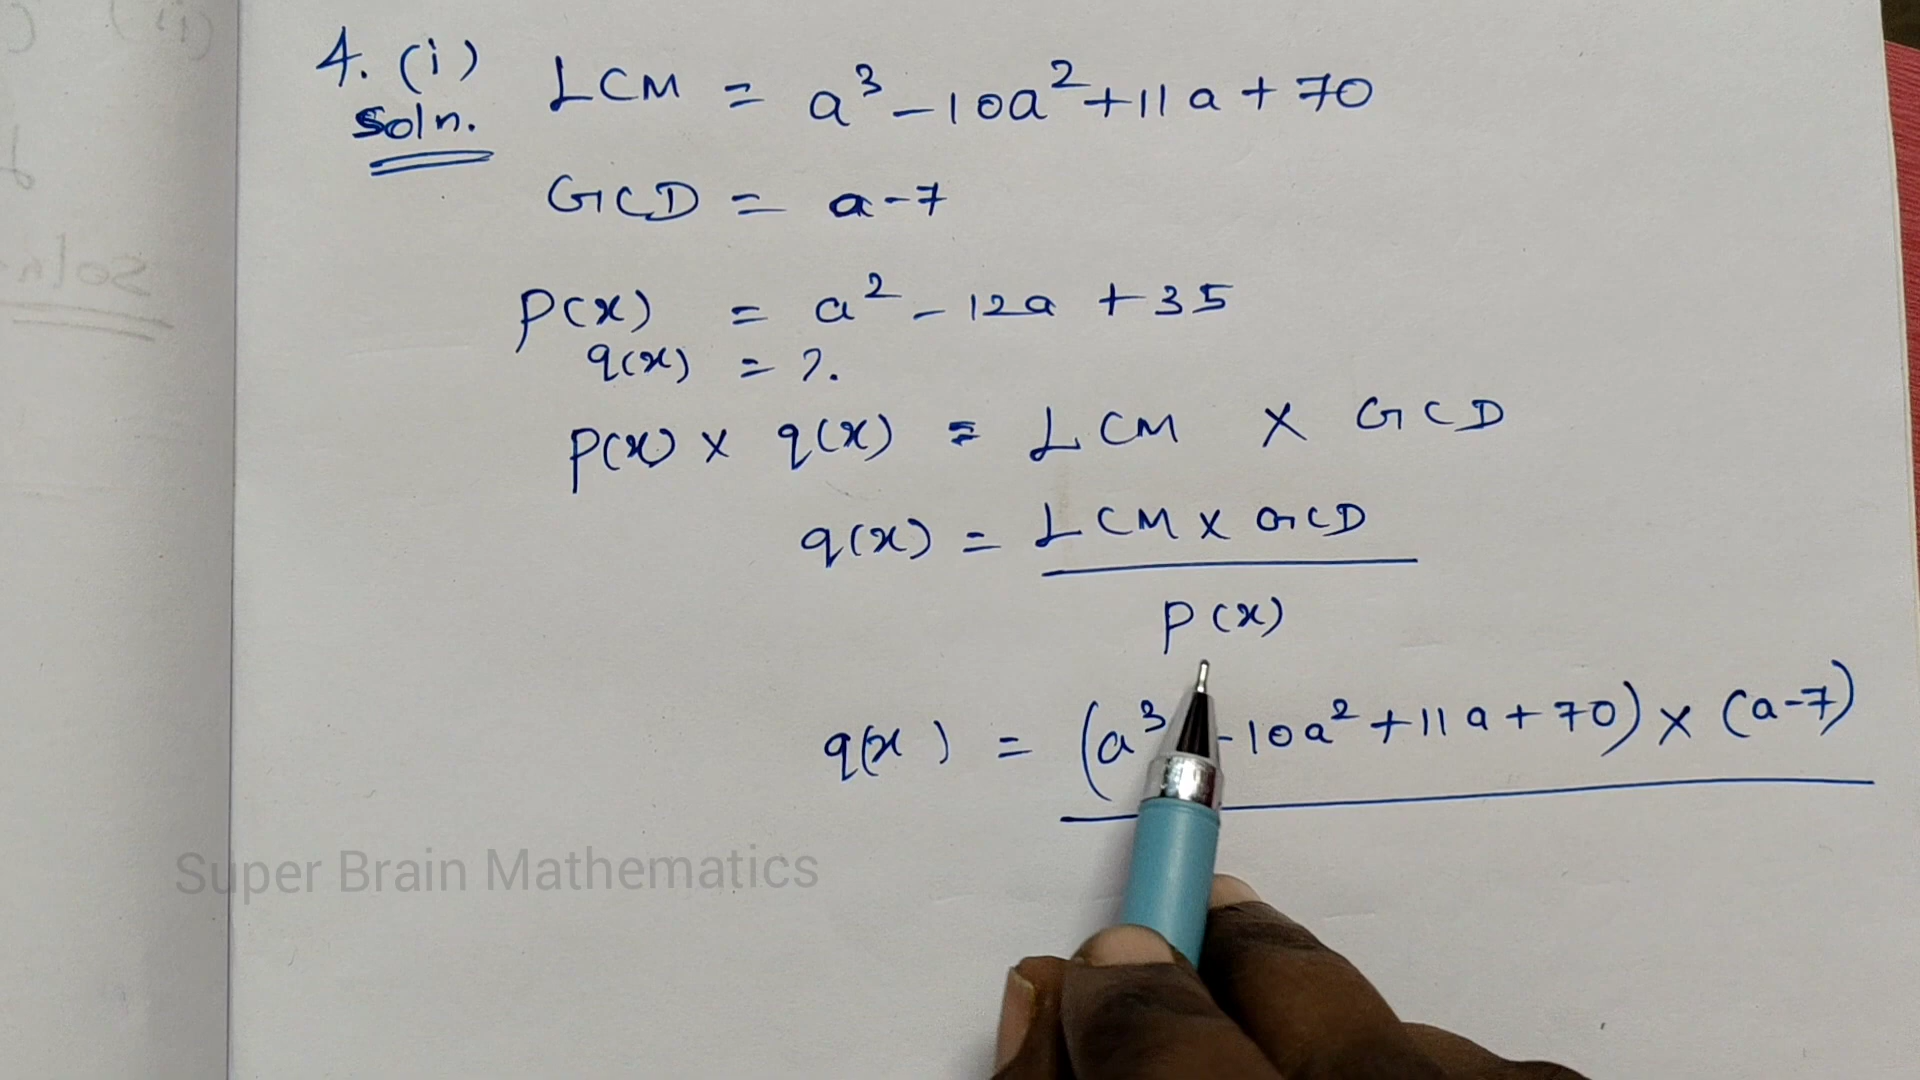 4. (i) LCM = a³ - 10a² + 11a + 70
Soln.
GCD = a - 7
P(x) = a² - 12a + 35
q(x) = ?.
P(x) × q(x) = LCM × GCD
q(x) = LCM × GCD
P(x)
q(x) = (a³ - 10a² + 11a + 70) × (a - 7)
Super Brain Mathematics